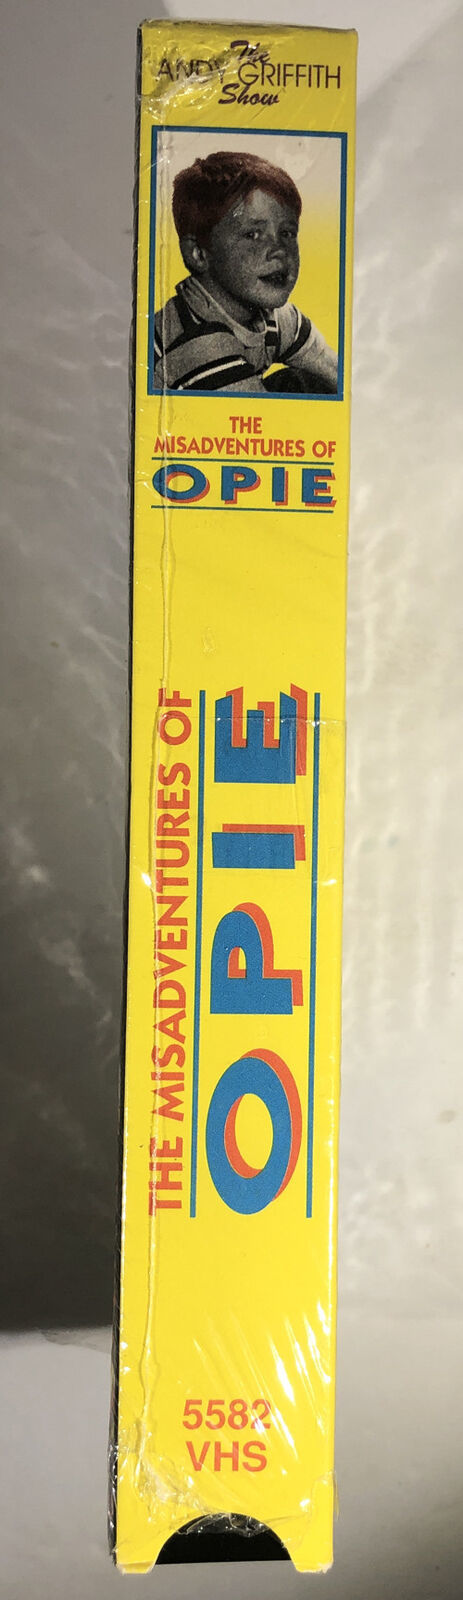 The
ANDY GRIFFITH
Show
THE
MISADVENTURES OF
OPIE
THE MISADVENTURES OF
OPIE
5582
VHS